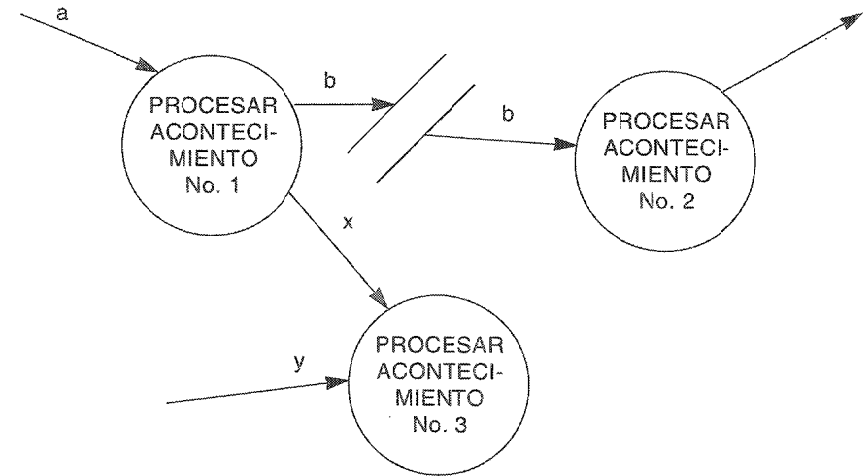 a
PROCESAR
ACONTECI-
MIENTO
No. 1
b
b
PROCESAR
ACONTECI-
MIENTO
No. 2
x
y
PROCESAR
ACONTECI-
MIENTO
No. 3